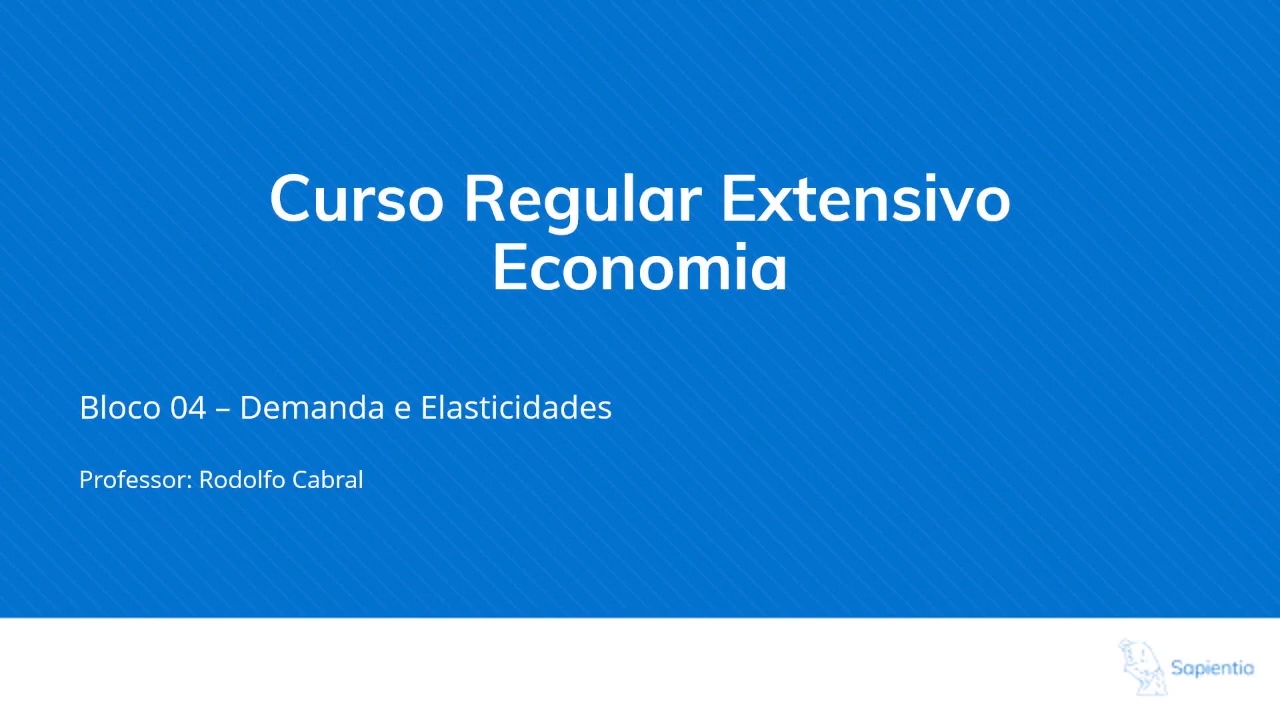 Curso Regular Extensivo
Economia
Bloco 04 – Demanda e Elasticidades
Professor: Rodolfo Cabral
Sapientia